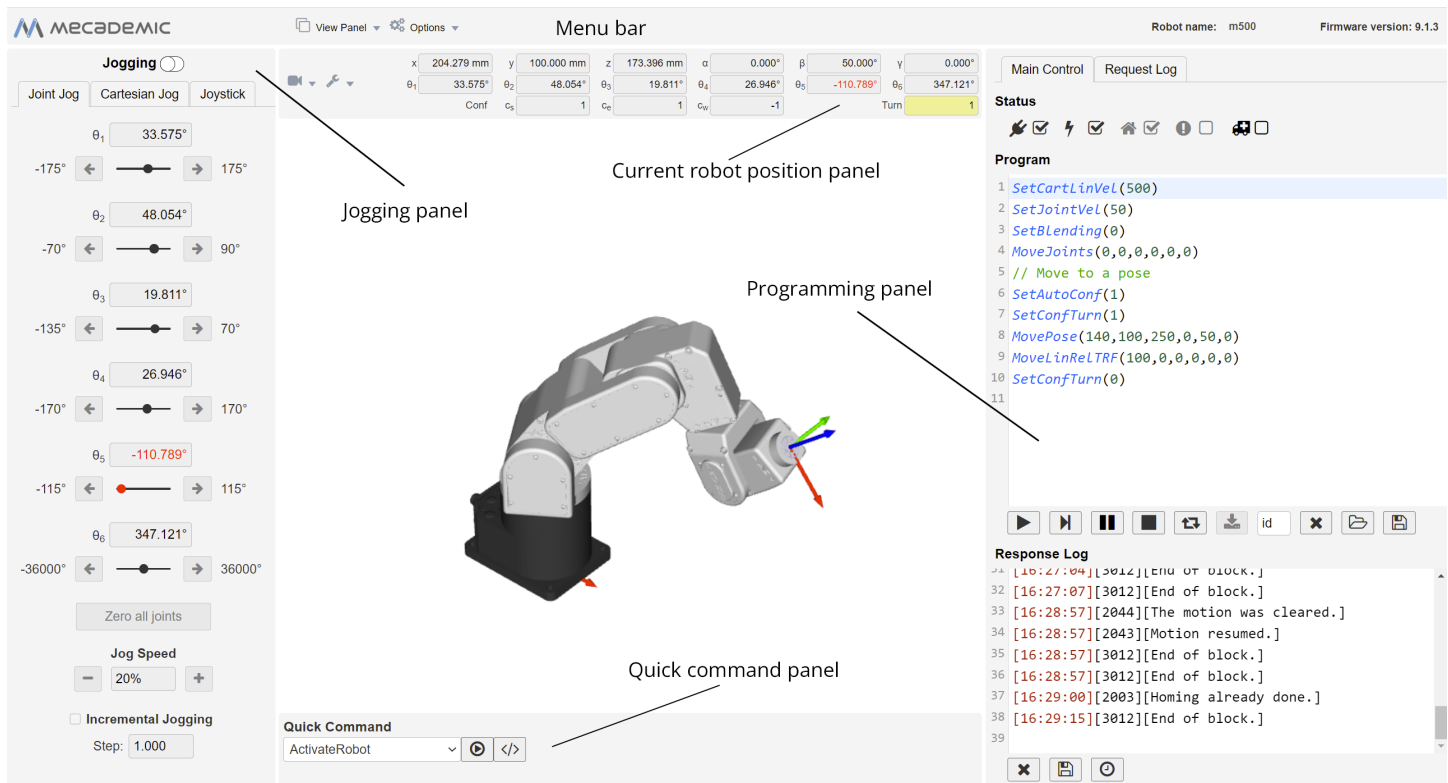 MECADEMIC
View Panel
Options
Menu bar
Robot name: m500
Firmware version: 9.1.3
Jogging
Joint Jog
Cartesian Jog
Joystick
θ1 33.575°
-175° 175°
θ2 48.054°
-70° 90°
θ3 19.811°
-135° 70°
θ4 26.946°
-170° 170°
θ5 -110.789°
-115° 115°
θ6 347.121°
-36000° 36000°
Zero all joints
Jog Speed
20%
Incremental Jogging
Step: 1.000
x 204.279 mm y 100.000 mm z 173.396 mm α 0.000° β 50.000° γ 0.000°
θ1 33.575° θ2 48.054° θ3 19.811° θ4 26.946° θ5 -110.789° θ6 347.121°
Conf cs 1 ce 1 cw -1 Turn 1
Current robot position panel
Jogging panel
Programming panel
Quick command panel
Quick Command
ActivateRobot
</>
Main Control
Request Log
Status
Program
1 SetCartLinVel(500)
2 SetJointVel(50)
3 SetBlending(0)
4 MoveJoints(0,0,0,0,0,0)
5 // Move to a pose
6 SetAutoConf(1)
7 SetConfTurn(1)
8 MovePose(140,100,250,0,50,0)
9 MoveLinRelTRF(100,0,0,0,0,0)
10 SetConfTurn(0)
11
id
Response Log
31 [16:27:04][3012][End of block.]
32 [16:27:07][3012][End of block.]
33 [16:28:57][2044][The motion was cleared.]
34 [16:28:57][2043][Motion resumed.]
35 [16:28:57][3012][End of block.]
36 [16:28:57][3012][End of block.]
37 [16:29:00][2003][Homing already done.]
38 [16:29:15][3012][End of block.]
39